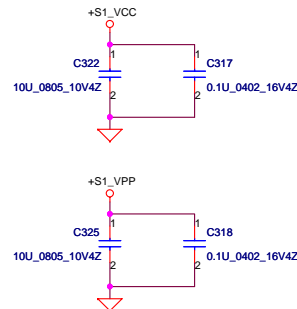 +S1_VCC
C322
1
2
10U_0805_10V4Z
C317
1
2
0.1U_0402_16V4Z
+S1_VPP
C325
1
2
10U_0805_10V4Z
C318
1
2
0.1U_0402_16V4Z